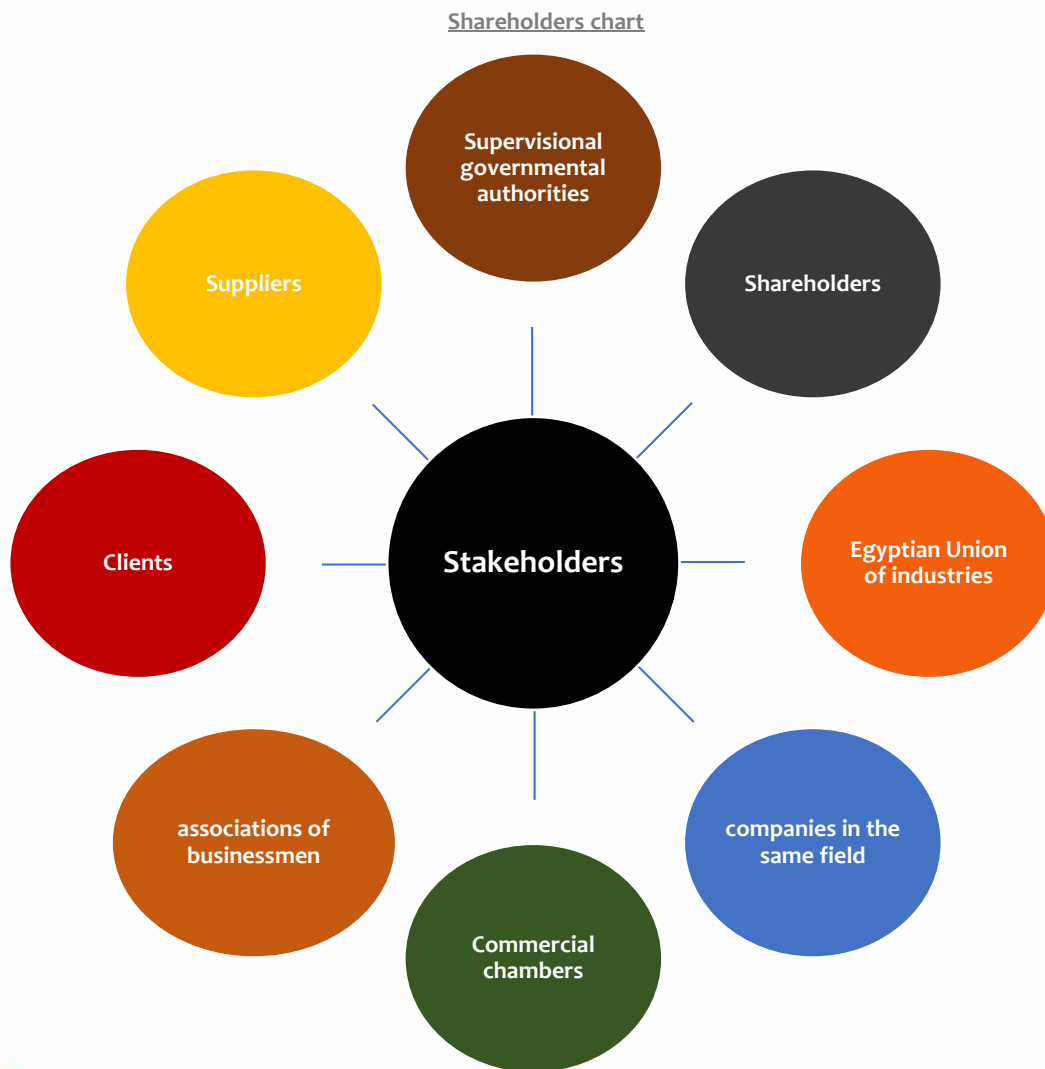 Shareholders chart
Supervisional
governmental
authorities
Suppliers
Shareholders
Stakeholders
Clients
Egyptian Union
of industries
associations of
businessmen
companies in the
same field
Commercial
chambers